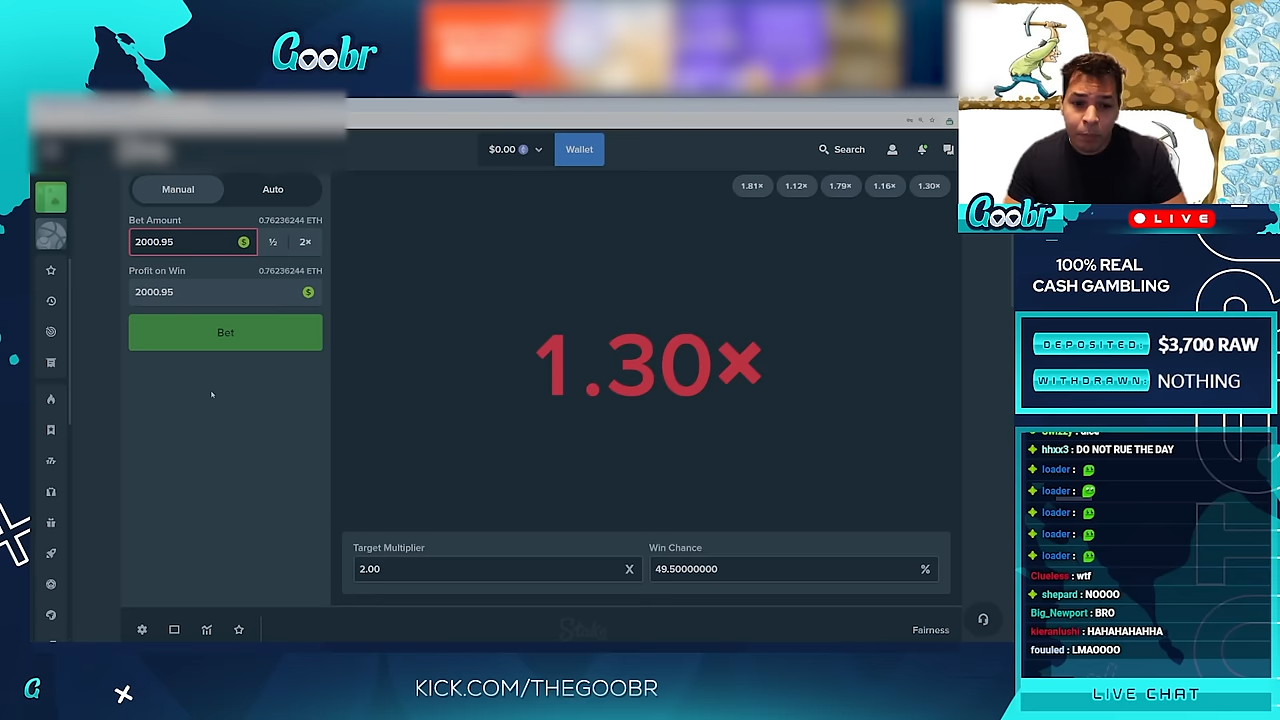 Goobr
$0.00
Wallet
Search
Manual
Auto
1.81×
1.12×
1.79×
1.16×
1.30×
Bet Amount
0.76236244 ETH
2000.95
½
2×
Profit on Win
0.76236244 ETH
2000.95
Bet
1.30×
Target Multiplier
2.00
X
Win Chance
49.50000000
%
Stake
Fairness
Goobr
LIVE
100% REAL
CASH GAMBLING
DEPOSITED: $3,700 RAW
WITHDRAWN: NOTHING
hhxx3 : DO NOT RUE THE DAY
loader :
loader :
loader :
loader :
loader :
Clueless : wtf
shepard : NOOOO
Big_Newport : BRO
kieranlushi : HAHAHAHAHHA
fouuled : LMAOOOO
LIVE CHAT
G
KICK.COM/THEGOOBR